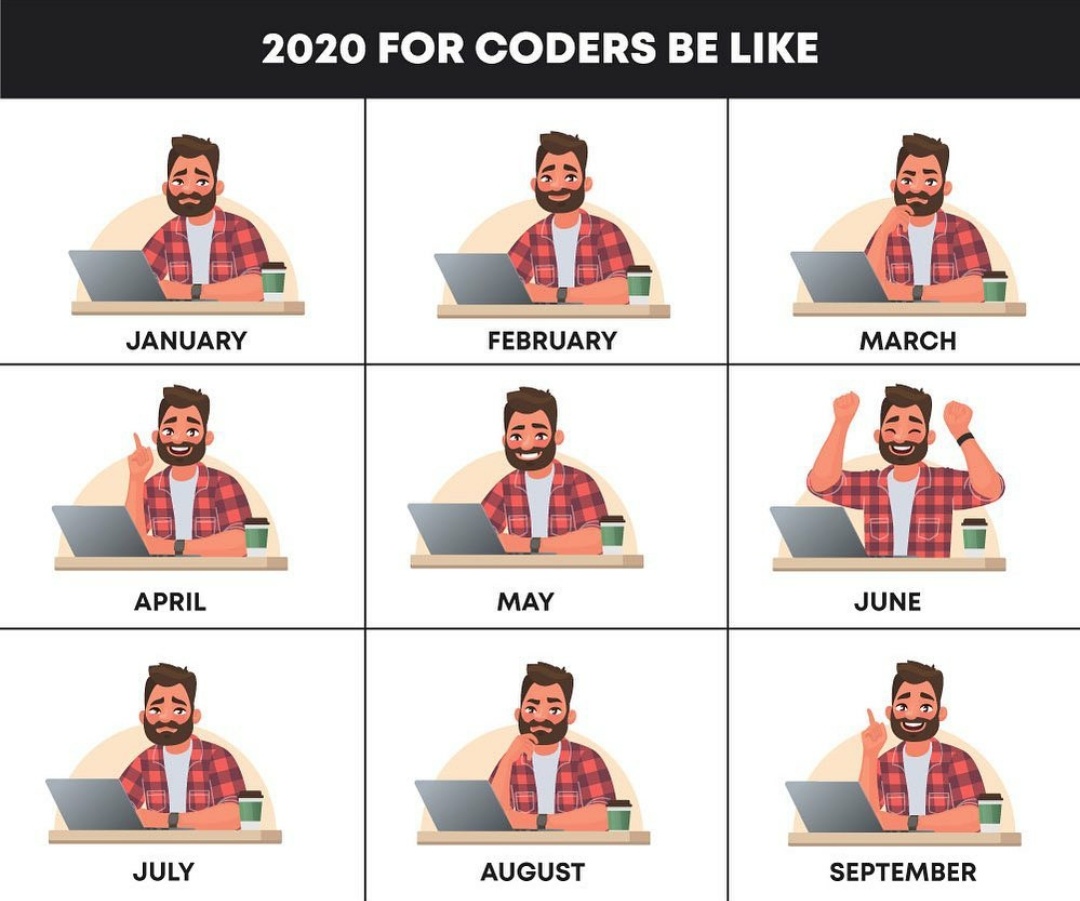 2020 FOR CODERS BE LIKE
JANUARY
FEBRUARY
MARCH
APRIL
MAY
JUNE
JULY
AUGUST
SEPTEMBER